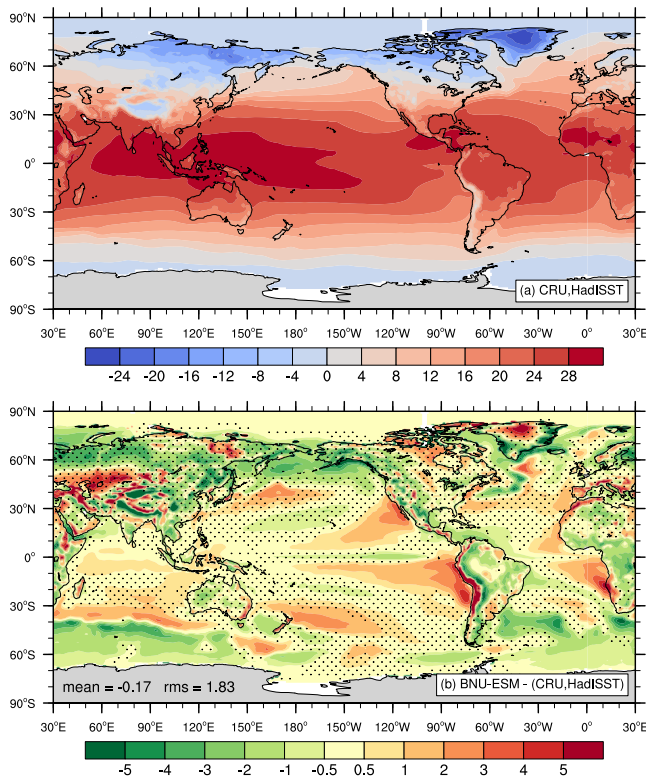 90°N
60°N
30°N
0°
30°S
60°S
90°S
(a) CRU,HadISST
30°E 60°E 90°E 120°E 150°E 180°E 150°W 120°W 90°W 60°W 30°W 0° 30°E
-24 -20 -16 -12 -8 -4 0 4 8 12 16 20 24 28
90°N
60°N
30°N
0°
30°S
60°S
90°S
mean = -0.17 rms = 1.83
(b) BNU-ESM - (CRU,HadISST)
30°E 60°E 90°E 120°E 150°E 180°W 150°W 120°W 90°W 60°W 30°W 0° 30°E
-5 -4 -3 -2 -1 -0.5 0.5 1 2 3 4 5